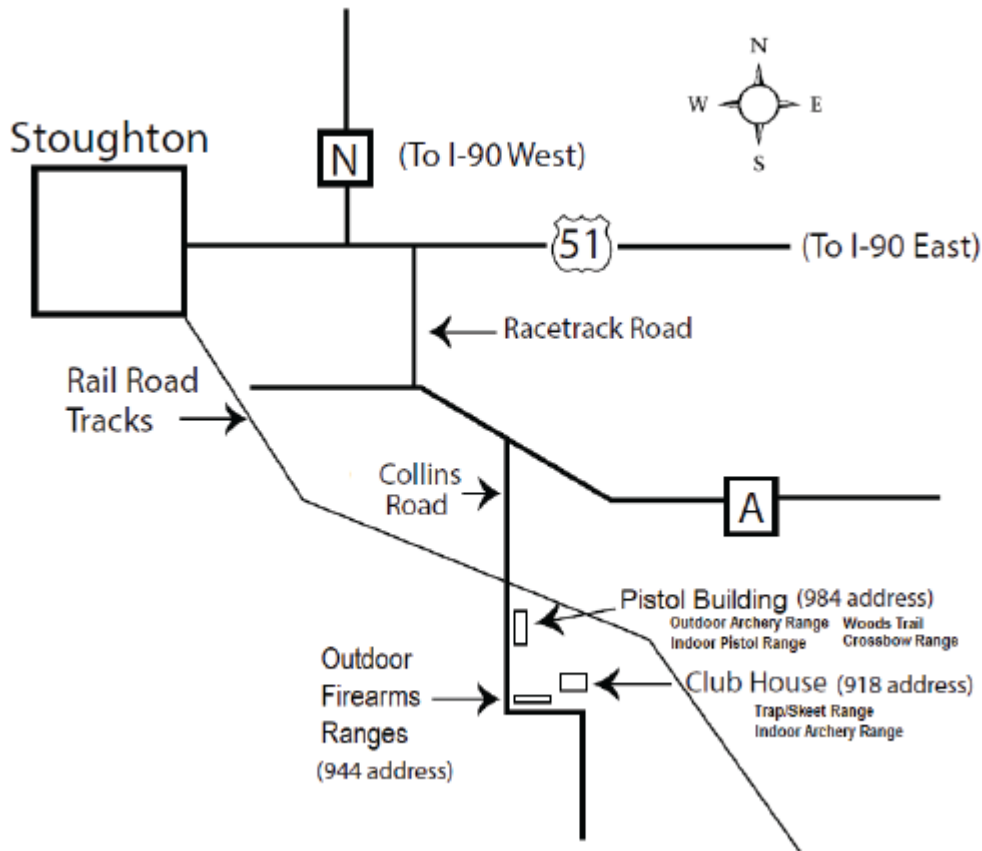 N
W E
S
Stoughton
N (To I-90 West)
51 (To I-90 East)
Racetrack Road
Rail Road
Tracks
Collins
Road
A
Pistol Building (984 address)
Outdoor Archery Range Woods Trail
Indoor Pistol Range Crossbow Range
Outdoor
Firearms
Ranges
(944 address)
Club House (918 address)
Trap/Skeet Range
Indoor Archery Range